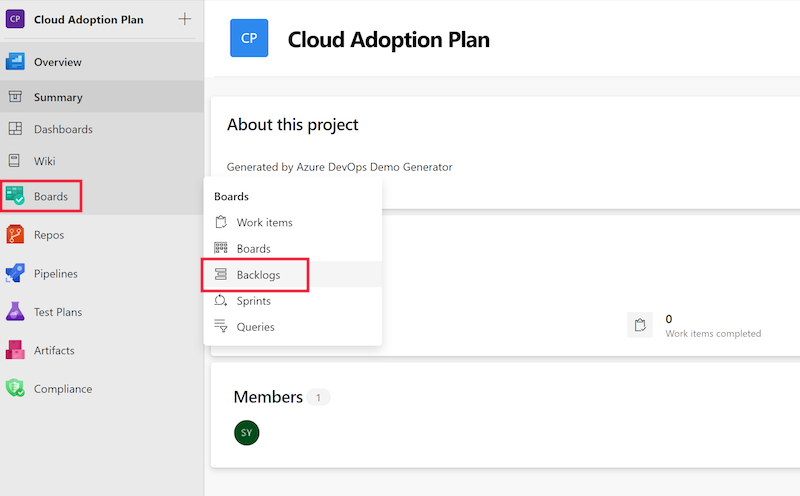 CP Cloud Adoption Plan
Overview
Summary
Dashboards
Wiki
Boards
Repos
Pipelines
Test Plans
Artifacts
Compliance
CP Cloud Adoption Plan
About this project
Generated by Azure DevOps Demo Generator
Boards
Work items
Boards
Backlogs
Sprints
Queries
0
Work items completed
Members 1
SY